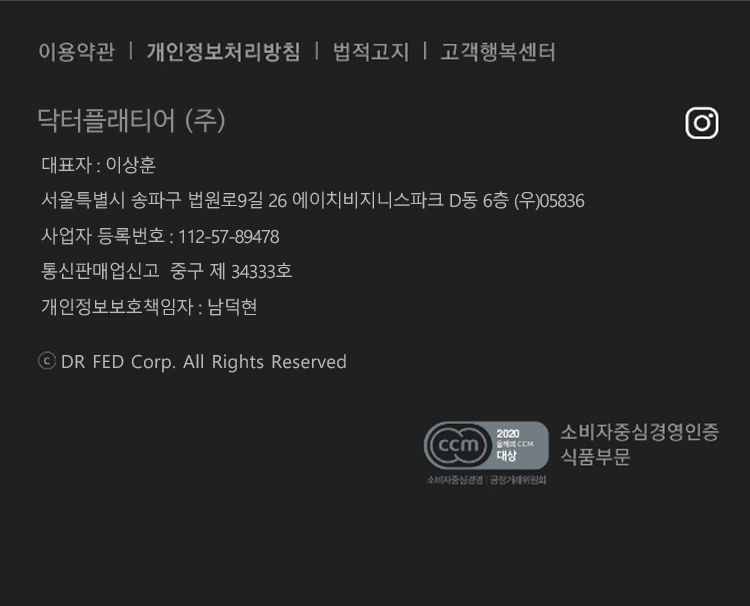 이용약관 | 개인정보처리방침 | 법적고지 | 고객행복센터
닥터플래티어 (주)
대표자 : 이상훈
서울특별시 송파구 법원로9길 26 에이치비지니스파크 D동 6층 (우)05836
사업자 등록번호 : 112-57-89478
통신판매업신고 중구 제 34333호
개인정보보호책임자 : 남덕현
ⓒ DR FED Corp. All Rights Reserved
ccm
2020
올해의 CCM
대상
소비자중심경영 | 공정거래위원회
소비자중심경영인증
식품부문